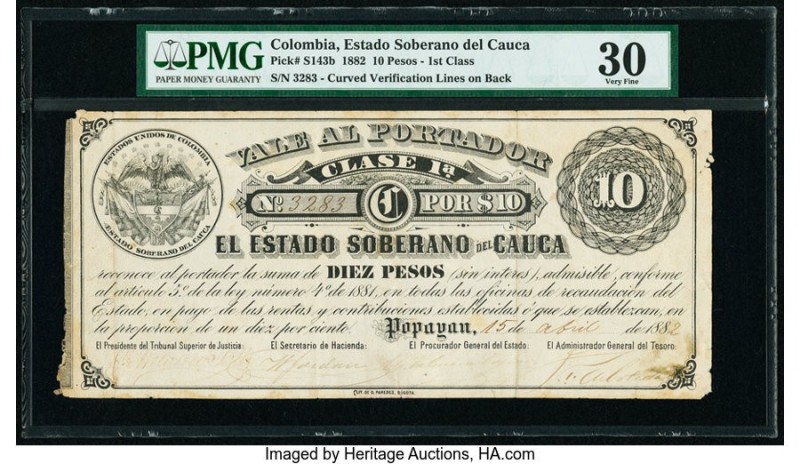 PMG
PAPER MONEY GUARANTY
Colombia, Estado Soberano del Cauca
Pick# S143b 1882 10 Pesos - 1st Class
S/N 3283 - Curved Verification Lines on Back
30
Very Fine
ESTADOS UNIDOS DE COLOMBIA
ESTADO SOBERANO DEL CAUCA
VALE AL PORTADOR
CLASE 1a
No. 3283 C POR $10
10
EL ESTADO SOBERANO DEL CAUCA
reconoce al portador la suma de DIEZ PESOS (sin interes), admisible, conforme
al artículo 5º de la ley número 4º de 1881, en todas las oficinas de recaudación del
Estado, en pago de las rentas y contribuciones establecidas ó que se establezcan, en
la proporcion de un diez por ciento. Popayan, 15 de abril de 1882
El Presidente del Tribunal Superior de Justicia: El Secretario de Hacienda: El Procurador General del Estado: El Administrador General del Tesoro:
LIT. DE D. PAREDES, BOGOTA.
Imaged by Heritage Auctions, HA.com